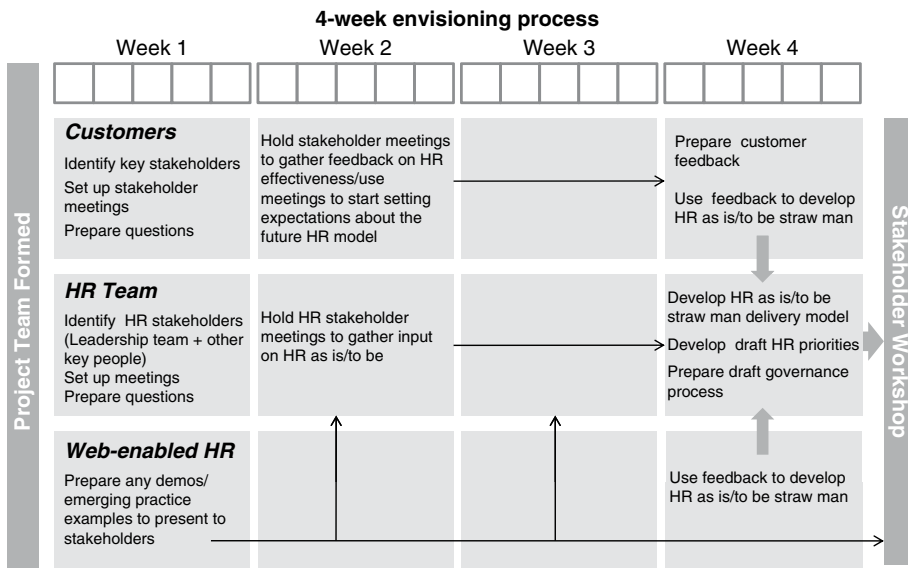 4-week envisioning process
Week 1
Week 2
Week 3
Week 4
Project Team Formed
Customers
Identify key stakeholders
Set up stakeholder
meetings
Prepare questions
Hold stakeholder meetings
to gather feedback on HR
effectiveness/use
meetings to start setting
expectations about the
future HR model
Prepare customer
feedback
Use feedback to develop
HR as is/to be straw man
HR Team
Identify HR stakeholders
(Leadership team + other
key people)
Set up meetings
Prepare questions
Hold HR stakeholder
meetings to gather input
on HR as is/to be
Develop HR as is/to be
straw man delivery model
Develop draft HR priorities
Prepare draft governance
process
Web-enabled HR
Prepare any demos/
emerging practice
examples to present to
stakeholders
Use feedback to develop
HR as is/to be straw man
Stakeholder Workshop